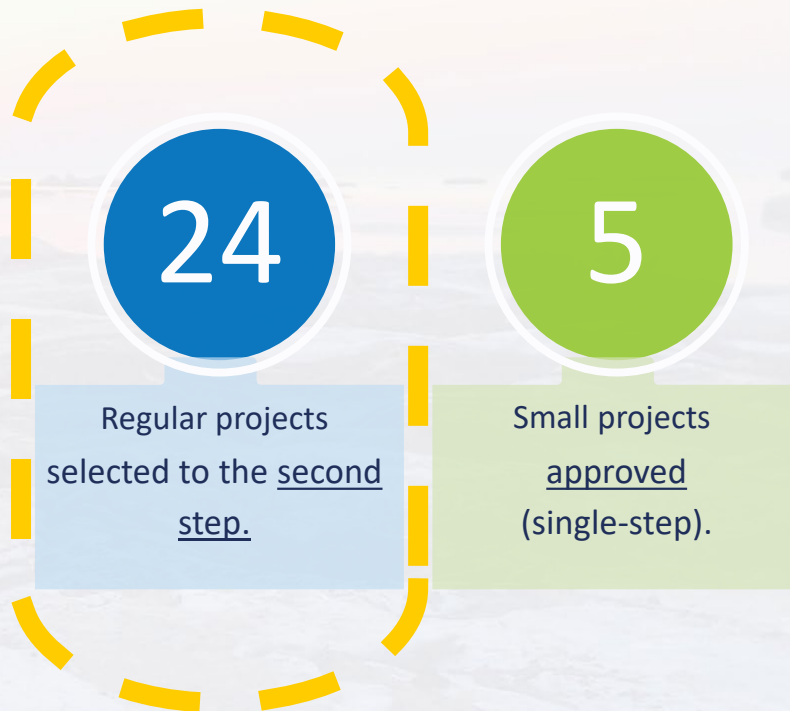 24
Regular projects
selected to the second
step.
5
Small projects
approved
(single-step).